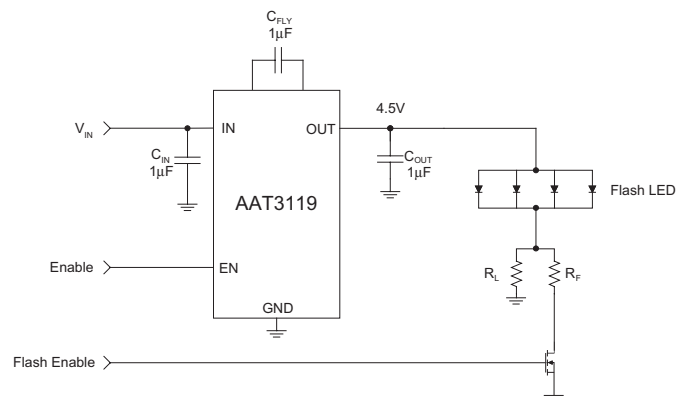 C_FLY
1μF
4.5V
V_IN
IN
OUT
C_IN
1μF
C_OUT
1μF
AAT3119
Flash LED
Enable
EN
R_L
R_F
GND
Flash Enable